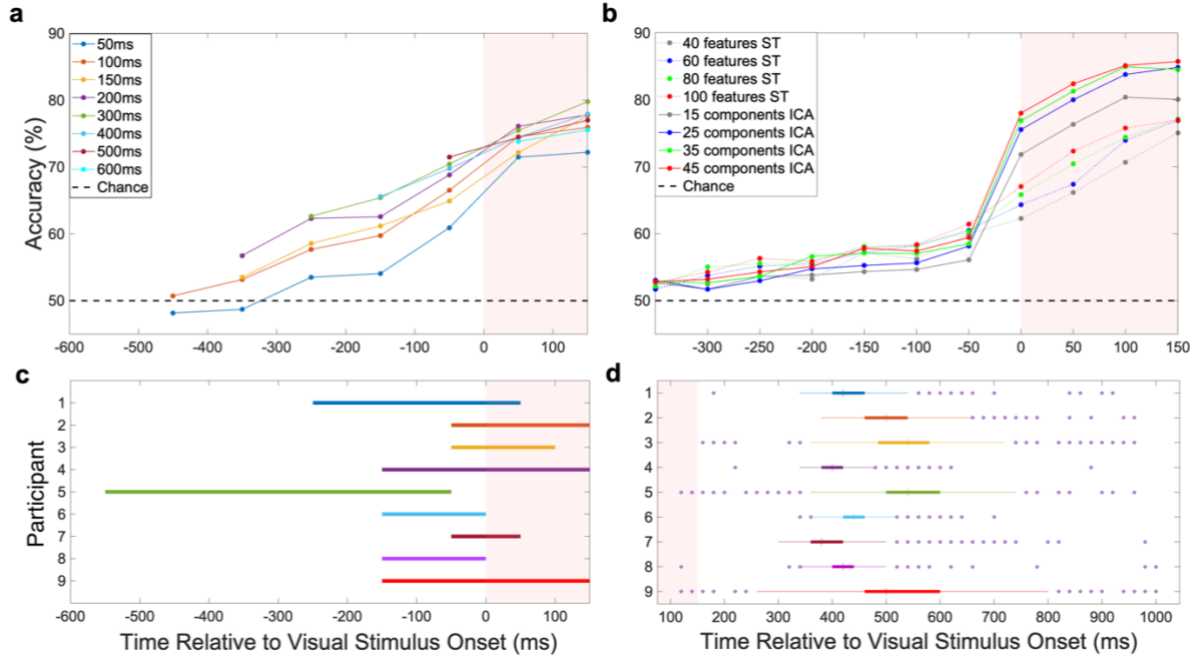 a
Accuracy (%)
90
80
70
60
50
50ms
100ms
150ms
200ms
300ms
400ms
500ms
600ms
Chance
-600 -500 -400 -300 -200 -100 0 100
b
90
80
70
60
50
40 features ST
60 features ST
80 features ST
100 features ST
15 components ICA
25 components ICA
35 components ICA
45 components ICA
Chance
-300 -250 -200 -150 -100 -50 0 50 100 150
c
Participant
1
2
3
4
5
6
7
8
9
-600 -500 -400 -300 -200 -100 0 100
Time Relative to Visual Stimulus Onset (ms)
d
1
2
3
4
5
6
7
8
9
100 200 300 400 500 600 700 800 900 1000
Time Relative to Visual Stimulus Onset (ms)